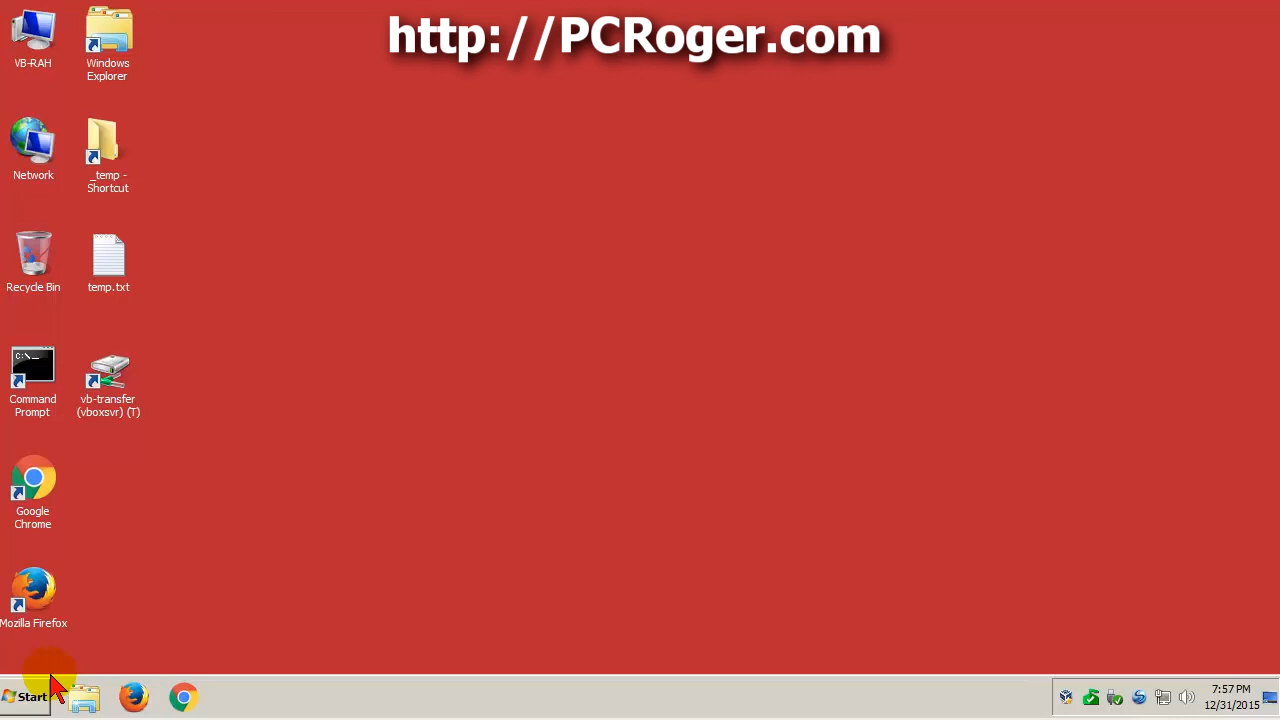 http://PCRoger.com
VB-RAH
Windows
Explorer
Network
_temp -
Shortcut
Recycle Bin
temp.txt
C:\_
Command
Prompt
vb-transfer
(vboxsvr) (T)
Google
Chrome
Mozilla Firefox
Start
7:57 PM
12/31/2015